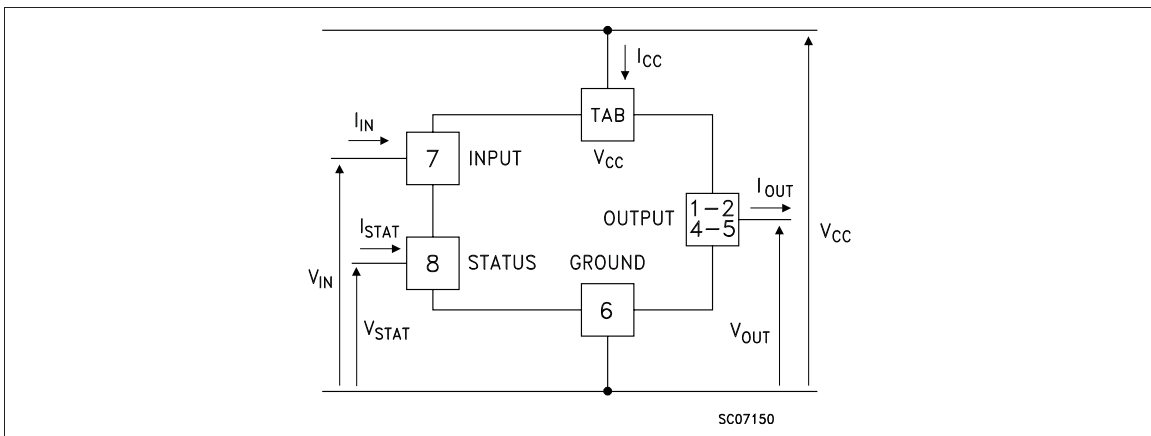 I_CC
TAB
V_CC
I_IN
7 INPUT
I_OUT
OUTPUT
1-2
4-5
V_CC
I_STAT
8 STATUS
GROUND
6
V_IN
V_STAT
V_OUT
SC07150